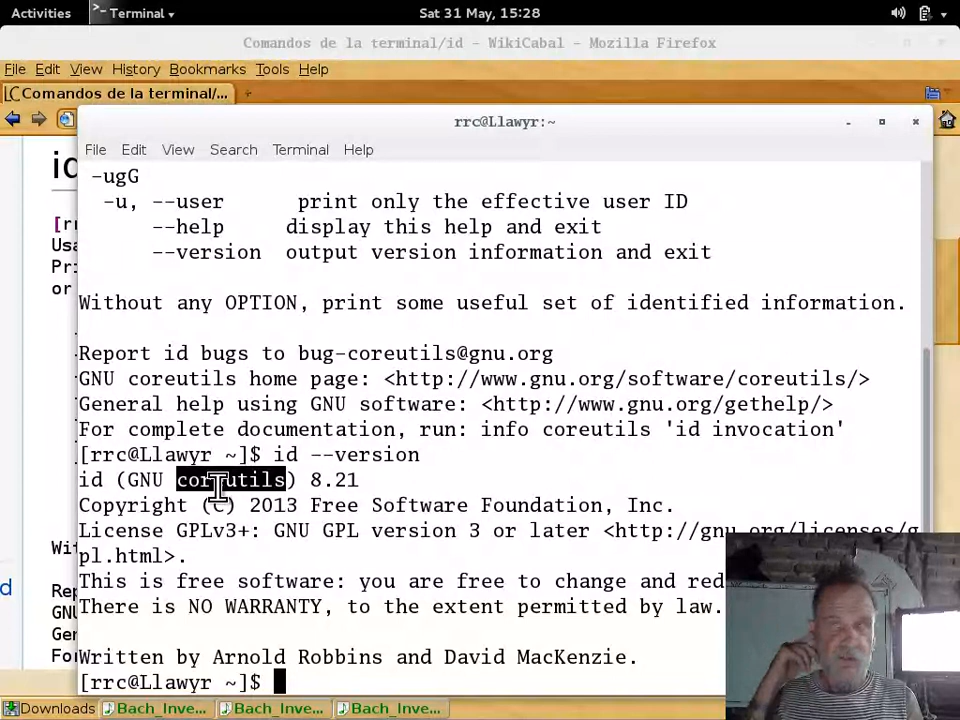 Activities Terminal Sat 31 May, 15:28
Comandos de la terminal/id - WikiCabal - Mozilla Firefox
File Edit View History Bookmarks Tools Help
Comandos de la terminal/...
rrc@Llawyr:~
File Edit View Search Terminal Help
-ugG
-u, --user print only the effective user ID
--help display this help and exit
--version output version information and exit
Without any OPTION, print some useful set of identified information.
Report id bugs to bug-coreutils@gnu.org
GNU coreutils home page: <http://www.gnu.org/software/coreutils/>
General help using GNU software: <http://www.gnu.org/gethelp/>
For complete documentation, run: info coreutils 'id invocation'
[rrc@Llawyr ~]$ id --version
id (GNU coreutils) 8.21
Copyright (C) 2013 Free Software Foundation, Inc.
License GPLv3+: GNU GPL version 3 or later <http://gnu.org/licenses/g
pl.html>.
This is free software: you are free to change and red
There is NO WARRANTY, to the extent permitted by law.
Written by Arnold Robbins and David MacKenzie.
[rrc@Llawyr ~]$
Downloads Bach_Inve... Bach_Inve... Bach_Inve...